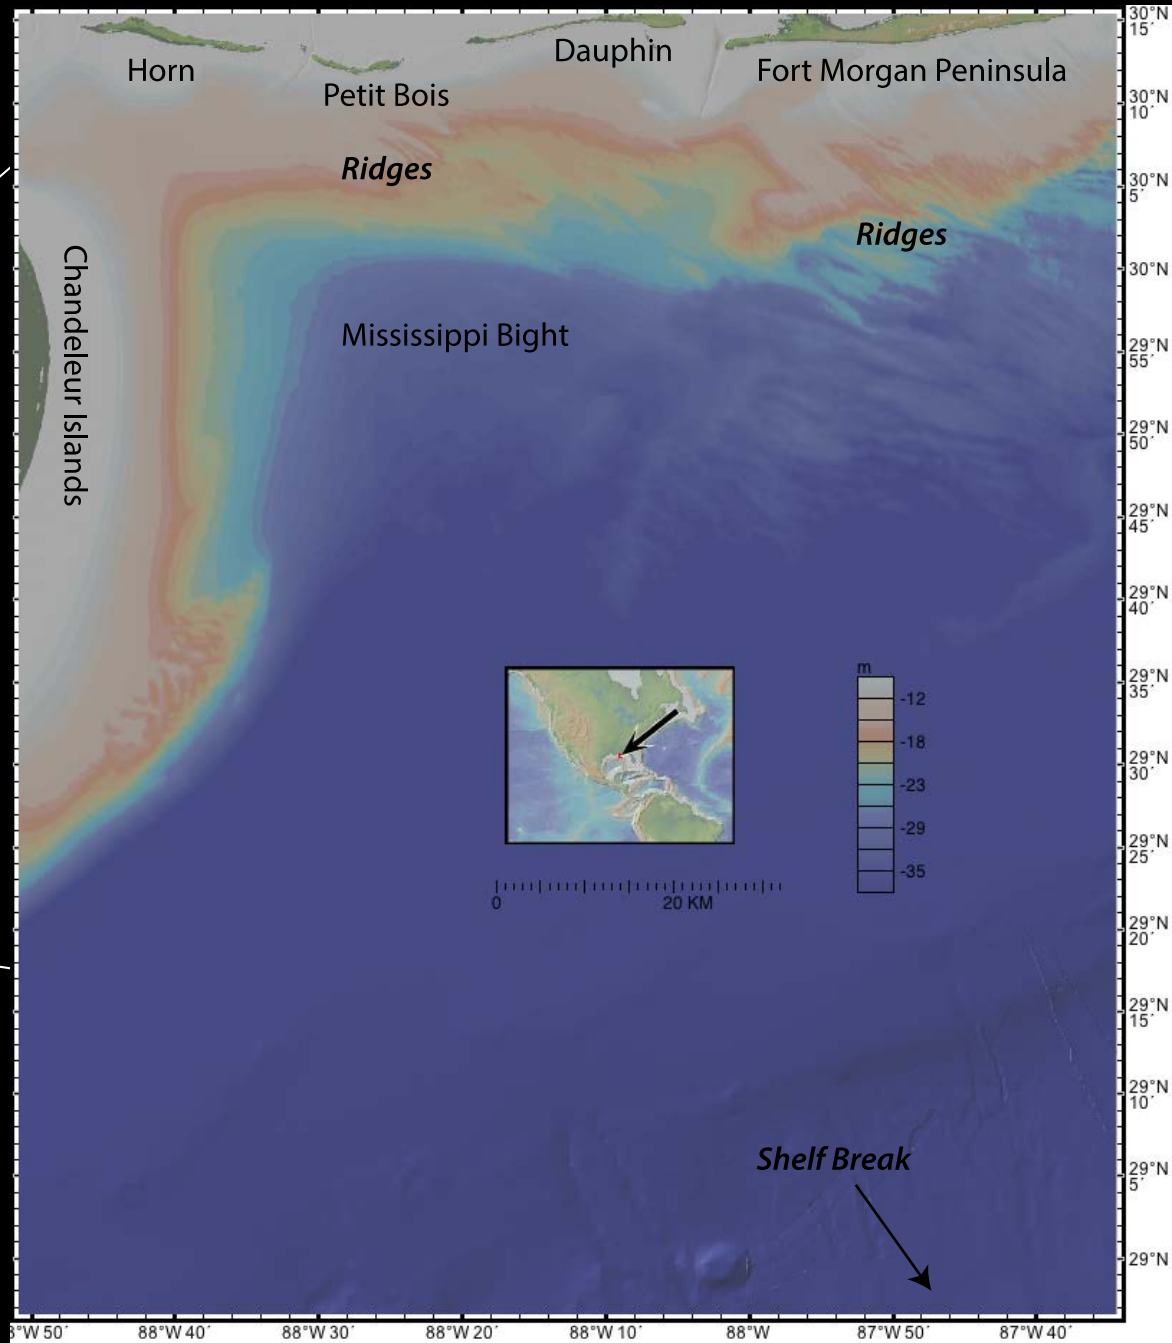 30°N
15´
Horn
Dauphin
Fort Morgan Peninsula
Petit Bois
30°N
10´
Ridges
30°N
5´
Ridges
Chandeleur Islands
30°N
Mississippi Bight
29°N
55´
29°N
50´
29°N
45´
29°N
40´
m
29°N
35´
-12
-18
29°N
30´
-23
-29
29°N
25´
-35
0
20 KM
29°N
20´
29°N
15´
29°N
10´
Shelf Break
29°N
5´
29°N
8°W 50´ 88°W 40´ 88°W 30´ 88°W 20´ 88°W 10´ 88°W 87°W 50´ 87°W 40´